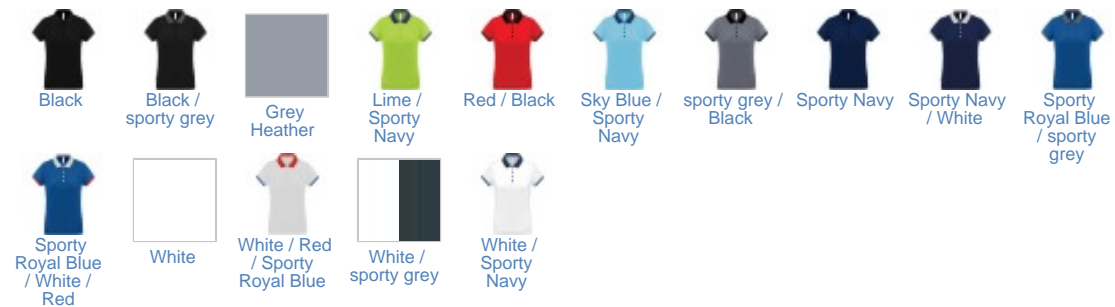 Black
Black /
sporty grey
Grey
Heather
Lime /
Sporty
Navy
Red / Black
Sky Blue /
Sporty
Navy
sporty grey /
Black
Sporty Navy
Sporty Navy
/ White
Sporty
Royal Blue
/ sporty
grey
Sporty
Royal Blue
/ White /
Red
White
White / Red
/ Sporty
Royal Blue
White /
sporty grey
White /
Sporty
Navy